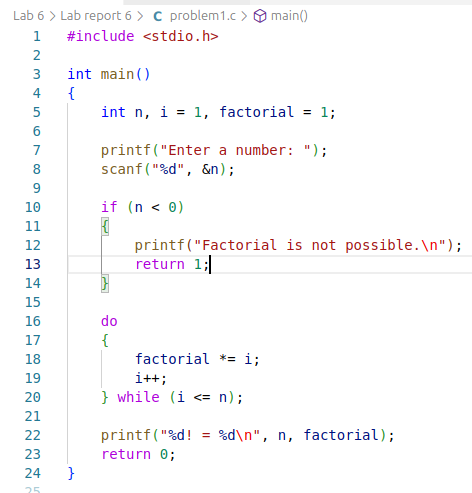 Lab 6 > Lab report 6 > C problem1.c > main()
1 #include <stdio.h>
2
3 int main()
4 {
5 int n, i = 1, factorial = 1;
6
7 printf("Enter a number: ");
8 scanf("%d", &n);
9
10 if (n < 0)
11 {
12 printf("Factorial is not possible.\n");
13 return 1;
14 }
15
16 do
17 {
18 factorial *= i;
19 i++;
20 } while (i <= n);
21
22 printf("%d! = %d\n", n, factorial);
23 return 0;
24 }
25